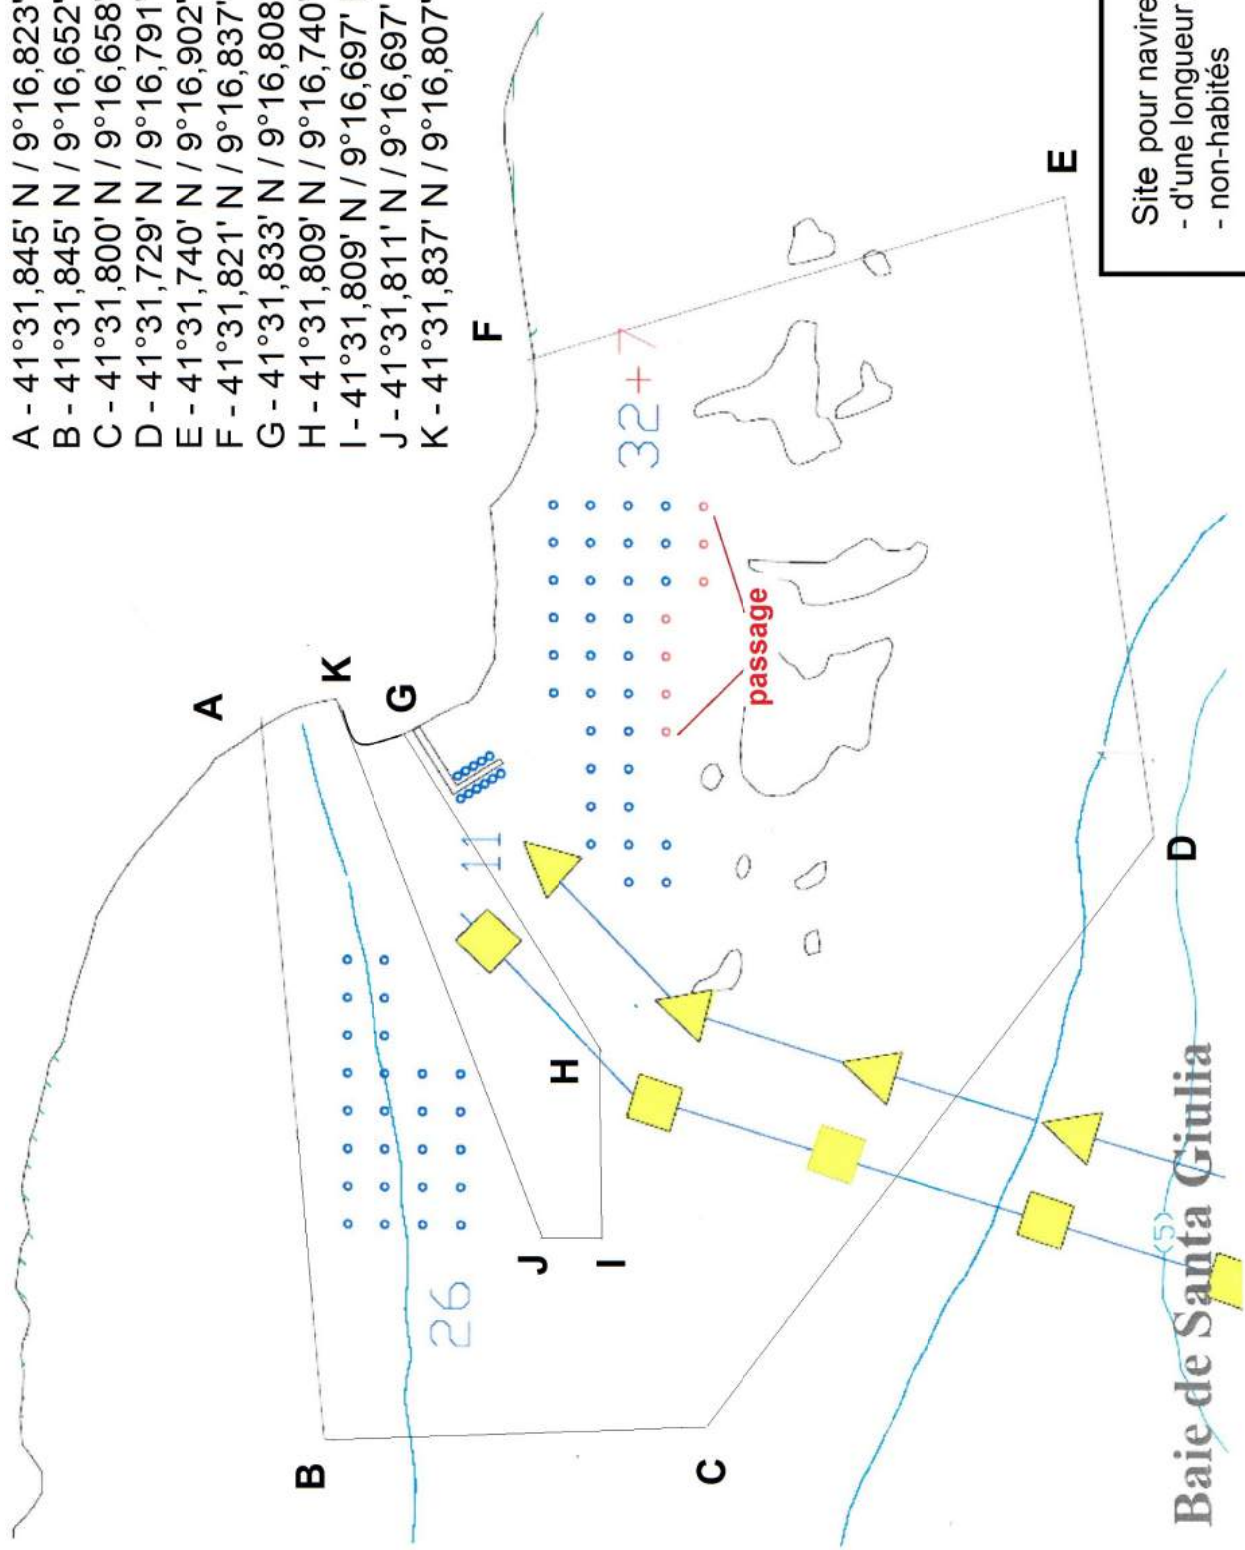 A - 41°31,845' N / 9°16,823'
B - 41°31,845' N / 9°16,652'
C - 41°31,800' N / 9°16,658'
D - 41°31,729' N / 9°16,791'
E - 41°31,740' N / 9°16,902'
F - 41°31,821' N / 9°16,837'
G - 41°31,833' N / 9°16,808
H - 41°31,809' N / 9°16,740'
I - 41°31,809' N / 9°16,697'
J - 41°31,811' N / 9°16,697'
K - 41°31,837' N / 9°16,807'
A
K
G
F
E
B
J
I
H
C
D
26
11
32+7
passage
(5)
Baie de Santa Giulia
Site pour navire
- d'une longueur
- non-habités